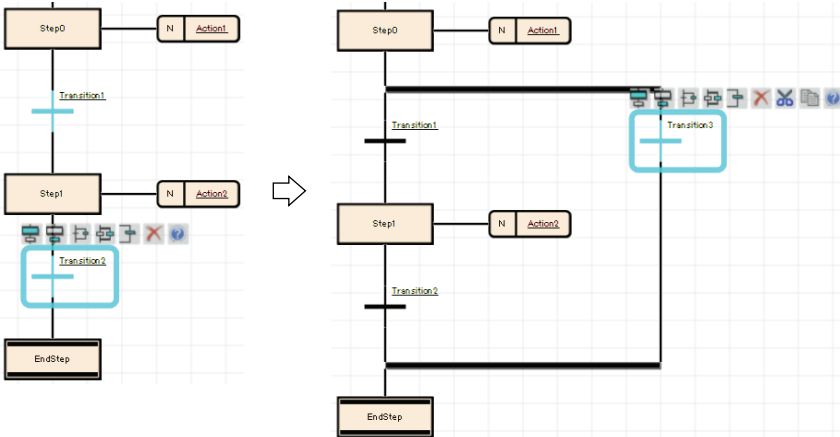 Step0
N
Action1
Transition1
Step1
N
Action2
Transition2
EndStep
Step0
N
Action1
Transition1
Transition3
Step1
N
Action2
Transition2
EndStep